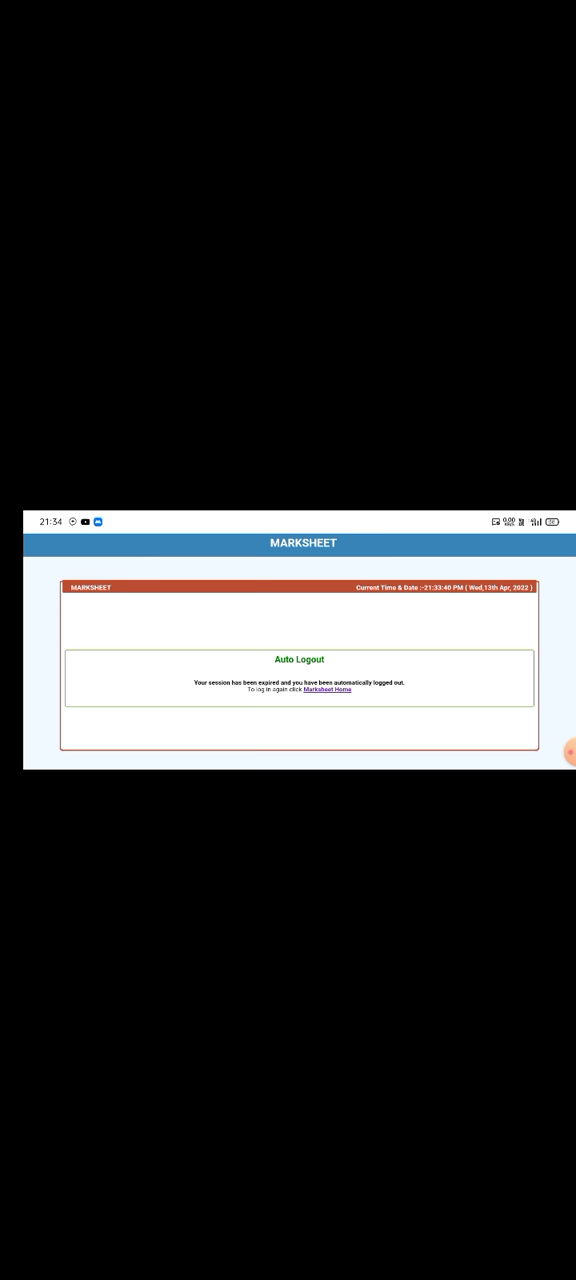 21:34
MARKSHEET
MARKSHEET
Current Time & Date :-21:33:40 PM ( Wed,13th Apr, 2022 )
Auto Logout
Your session has been expired and you have been automatically logged out.
To log in again click Marksheet Home